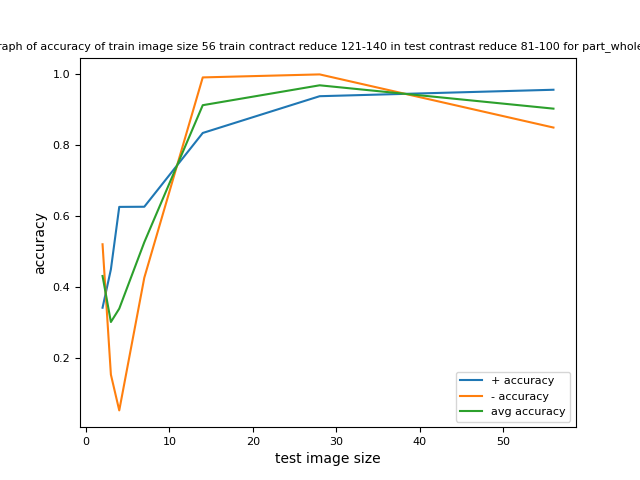 raph of accuracy of train image size 56 train contract reduce 121-140 in test contrast reduce 81-100 for part_whole
1.0
0.8
0.6
0.4
0.2
accuracy
0
10
20
30
40
50
test image size
+ accuracy
- accuracy
avg accuracy